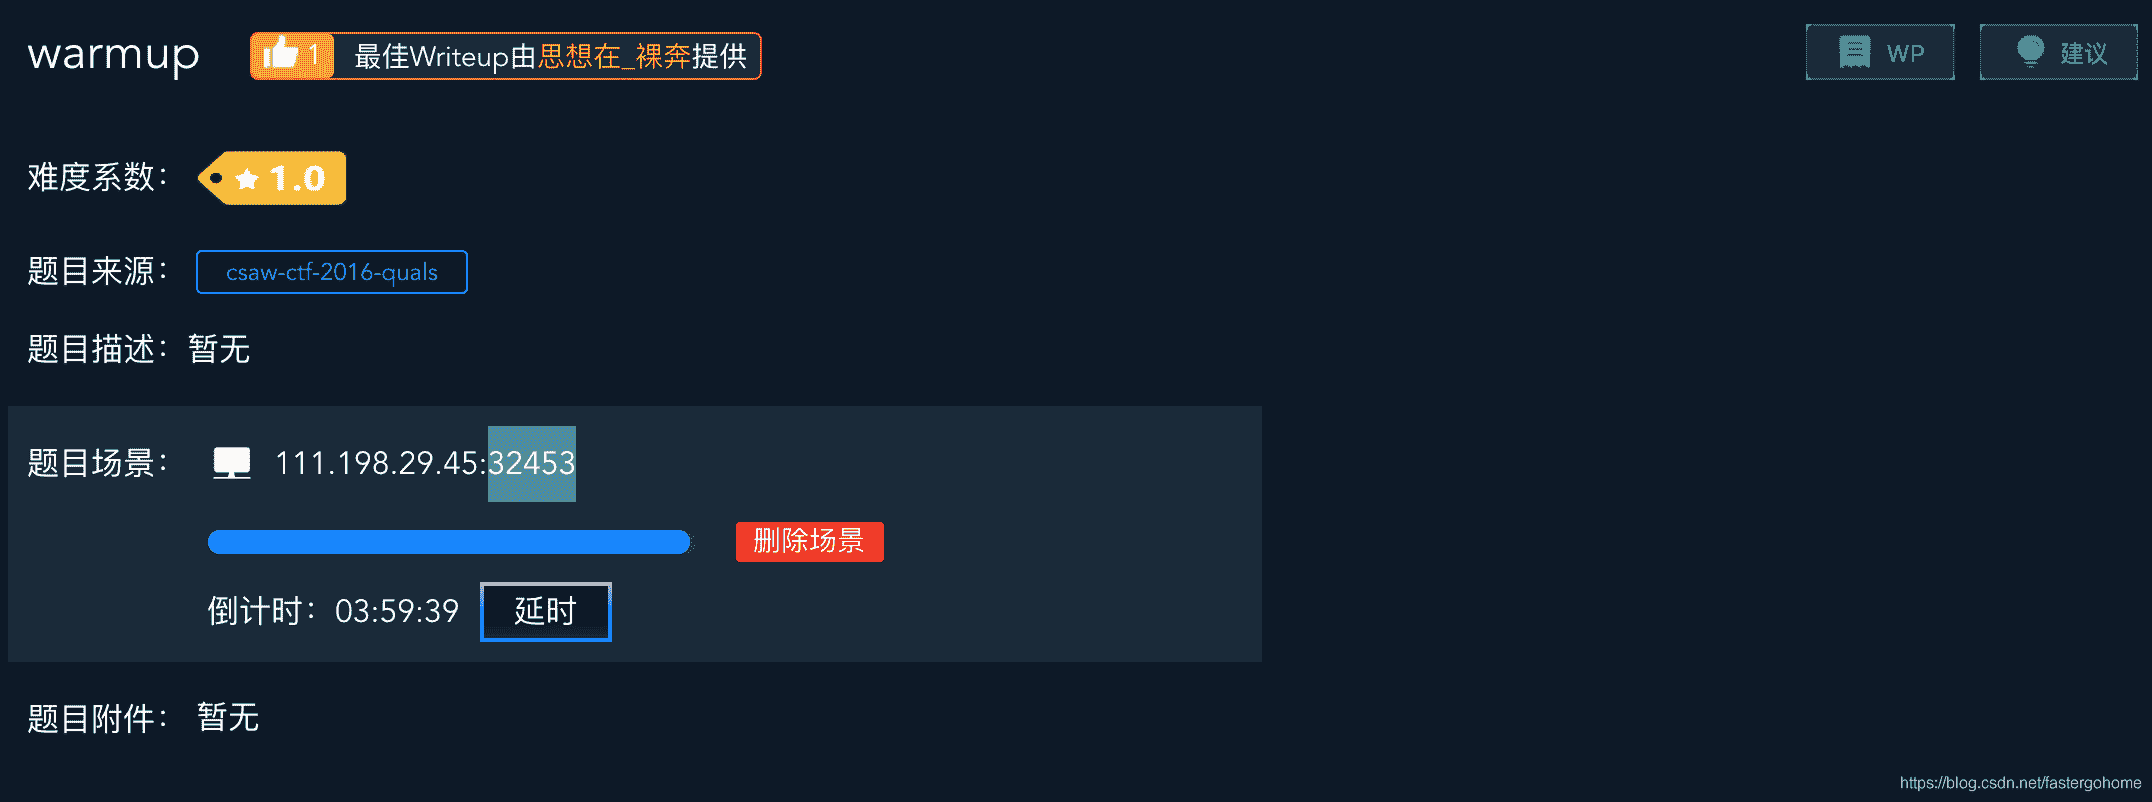 warmup 1 最佳Writeup由思想在_裸奔提供 WP 建议
难度系数： 1.0
题目来源： csaw-ctf-2016-quals
题目描述： 暂无
题目场景： 111.198.29.45:32453
删除场景
倒计时：03:59:39 延时
题目附件： 暂无
https://blog.csdn.net/fastergohome